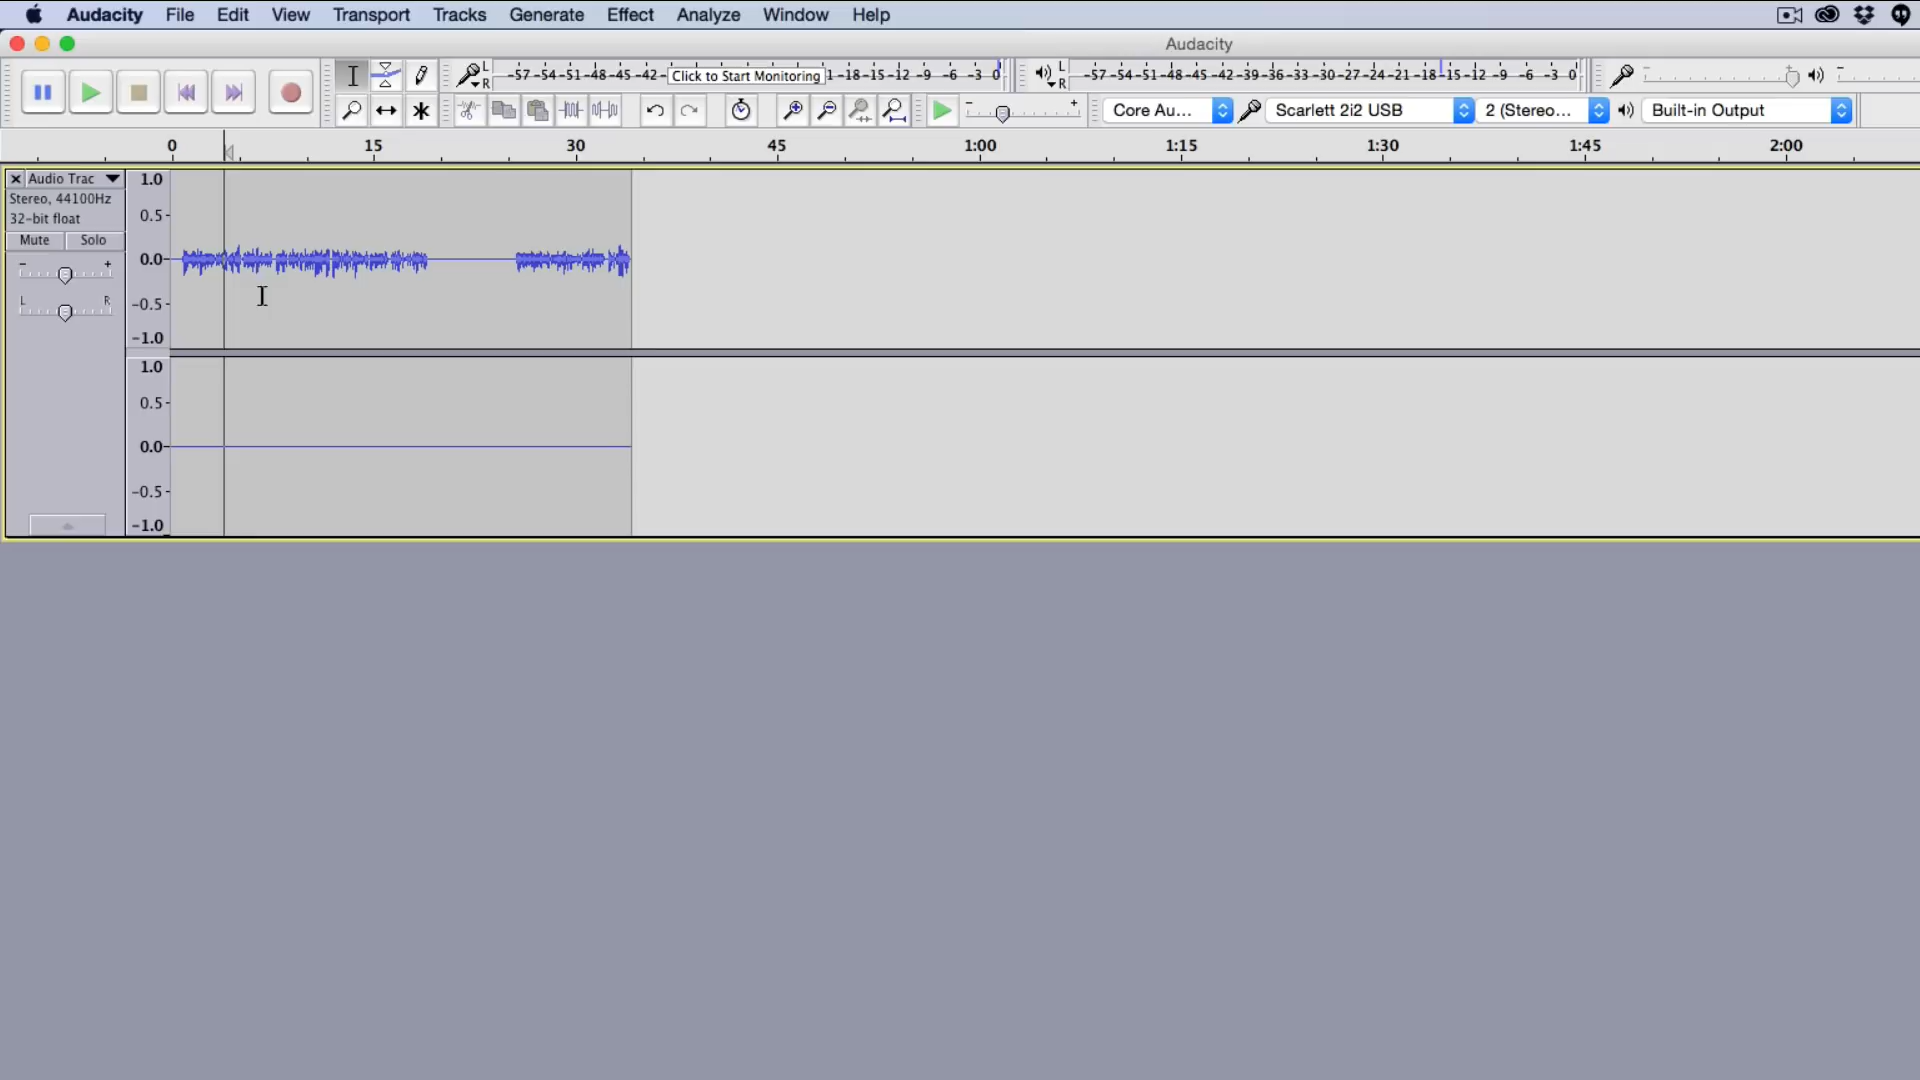 Audacity File Edit View Transport Tracks Generate Effect Analyze Window Help
Audacity
L R -57 -54 -51 -48 -45 -42 - Click to Start Monitoring 1 -18 -15 -12 -9 -6 -3 0 L R -57 -54 -51 -48 -45 -42 -39 -36 -33 -30 -27 -24 -21 -18 -15 -12 -9 -6 -3 0
- + Core Au... Scarlett 2i2 USB 2 (Stereo... Built-in Output
0 15 30 45 1:00 1:15 1:30 1:45 2:00
Audio Trac
Stereo, 44100Hz
32-bit float
Mute Solo
- +
L R
1.0
0.5
0.0
-0.5
-1.0
1.0
0.5
0.0
-0.5
-1.0